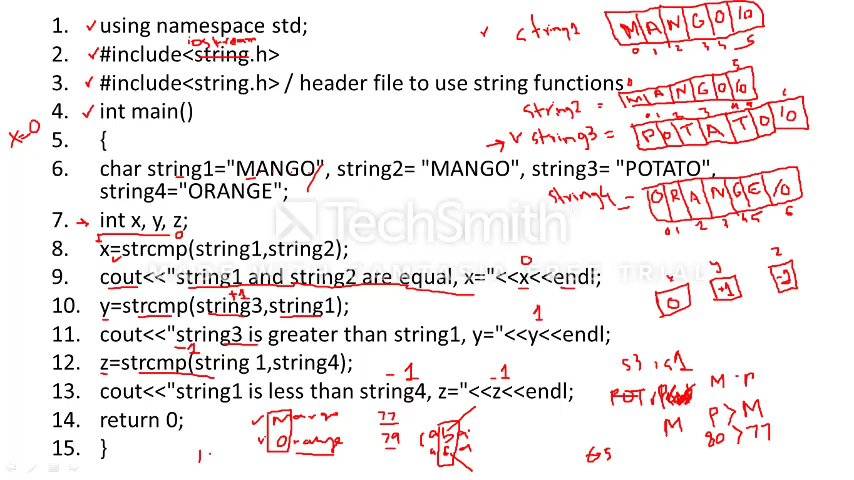 1. ✓ using namespace std;
iostream
2. ✓ #include<string.h>
3. ✓ #include<string.h> / header file to use string functions
4. ✓ int main()
x=0
5. {
6. char string1="MANGO", string2= "MANGO", string3= "POTATO",
string4="ORANGE";
7. → int x, y, z;
0
8. x=strcmp(string1,string2);
0
9. cout<<"string1 and string2 are equal, x="<<x<<endl;
+1
10. y=strcmp(string3,string1);
1
11. cout<<"string3 is greater than string1, y="<<y<<endl;
-1
12. z=strcmp(string 1,string4);
-1 -1
13. cout<<"string1 is less than string4, z="<<z<<endl;
14. return 0;
15. }
✓ string1 M A N G O \0
0 1 2 3 4 5
string2 = M A N G O \0
→ ✓ string3 = P O T A T O \0
string4 = O R A N G E \0
TechSmith
x y z
0 +1 -2
s3, s1
M P
M P > M
80 > 77
✓ Mango 77
✓ Orange 79